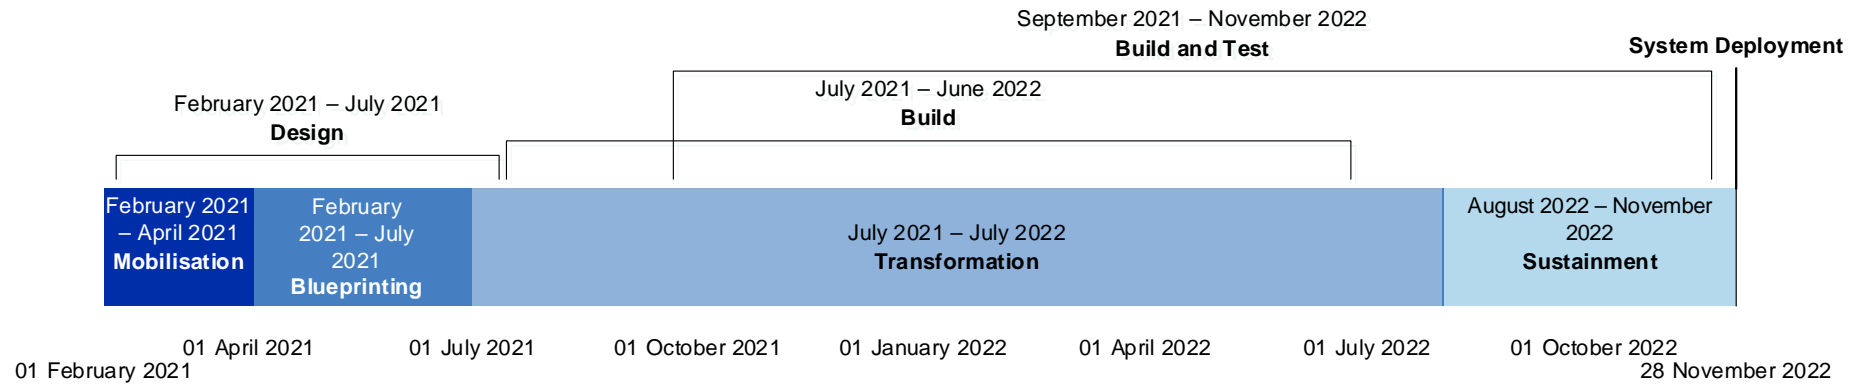 September 2021 – November 2022
Build and Test
System Deployment
July 2021 – June 2022
Build
February 2021 – July 2021
Design
February 2021
– April 2021
Mobilisation
February
2021 – July
2021
Blueprinting
July 2021 – July 2022
Transformation
August 2022 – November
2022
Sustainment
01 April 2021
01 July 2021
01 October 2021
01 January 2022
01 April 2022
01 July 2022
01 October 2022
01 February 2021
28 November 2022